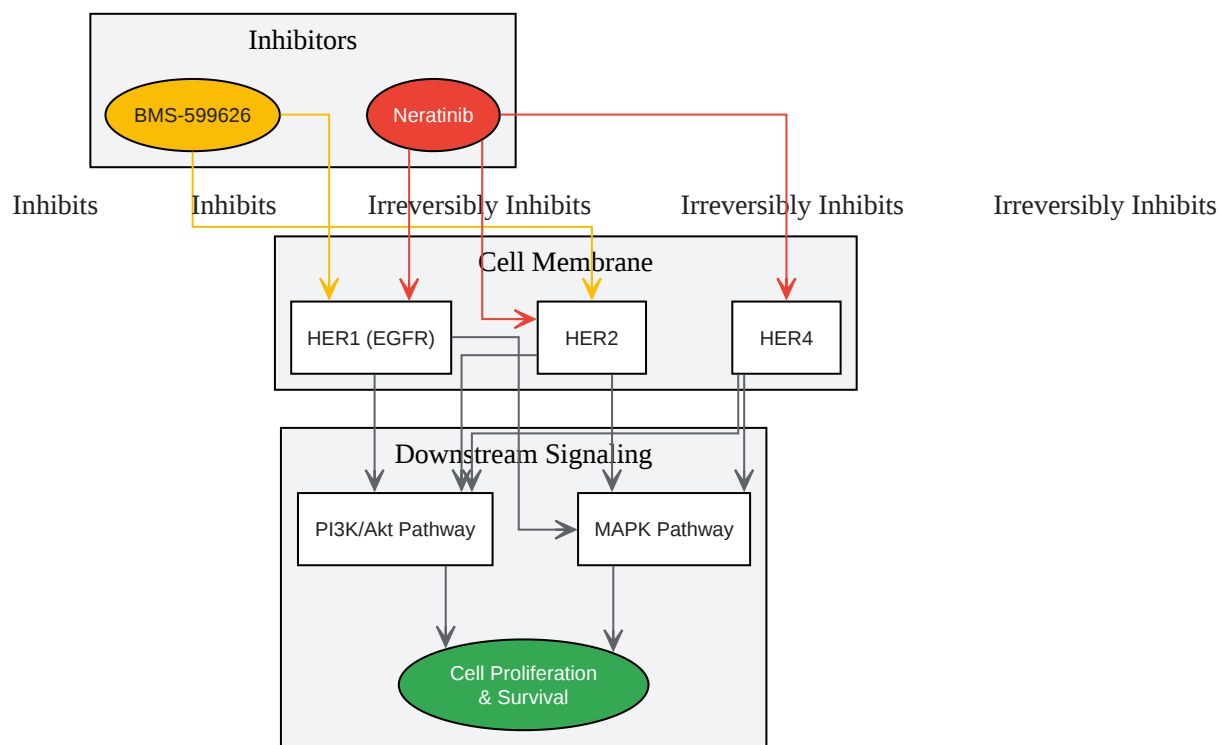 Inhibitors
BMS-599626
Neratinib
Inhibits
Inhibits
Irreversibly Inhibits
Irreversibly Inhibits
Irreversibly Inhibits
Cell Membrane
HER1 (EGFR)
HER2
HER4
Downstream Signaling
PI3K/Akt Pathway
MAPK Pathway
Cell Proliferation
& Survival